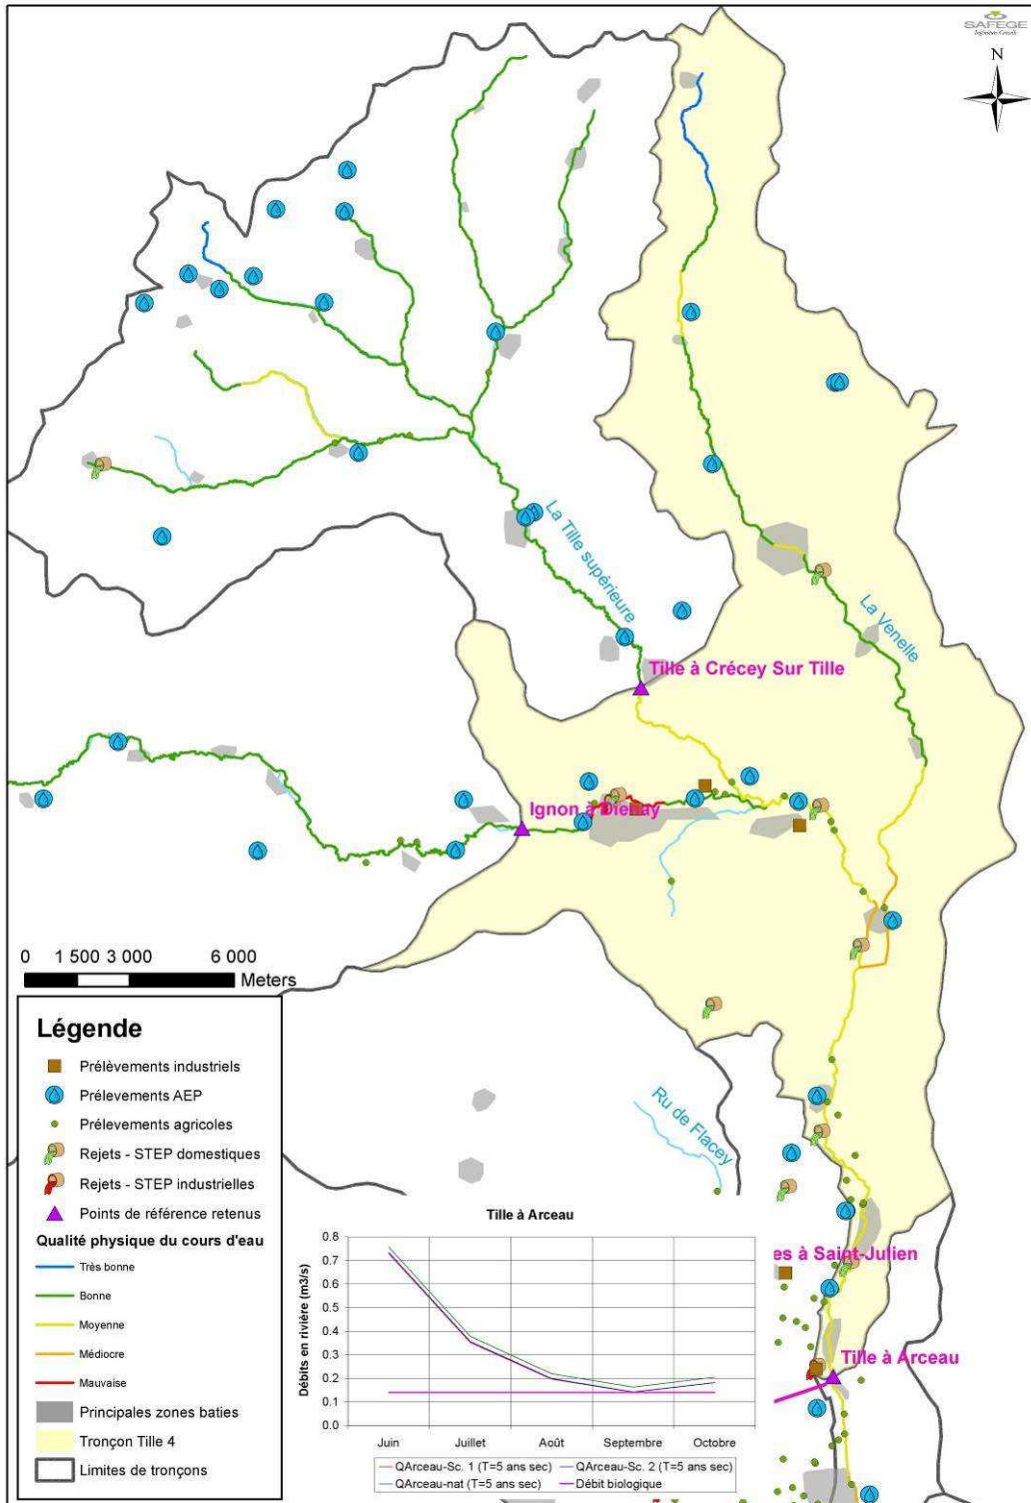 SAFEGE
Ingénieurs Conseils
N
La Tille supérieure
La Venelle
Tille à Crécey Sur Tille
Ignon à Diénay
0 1 500 3 000 6 000
Meters
Légende
Prélèvements industriels
Prélevements AEP
Prélevements agricoles
Rejets - STEP domestiques
Rejets - STEP industrielles
Points de référence retenus
Qualité physique du cours d'eau
Très bonne
Bonne
Moyenne
Médiocre
Mauvaise
Principales zones baties
Tronçon Tille 4
Limites de tronçons
Ru de Flacey
es à Saint-Julien
Tille à Arceau
Tille à Arceau
Débits en rivière (m3/s)
0.8
0.7
0.6
0.5
0.4
0.3
0.2
0.1
0.0
Juin Juillet Août Septembre Octobre
QArceau-Sc. 1 (T=5 ans sec) QArceau-Sc. 2 (T=5 ans sec)
QArceau-nat (T=5 ans sec) Débit biologique